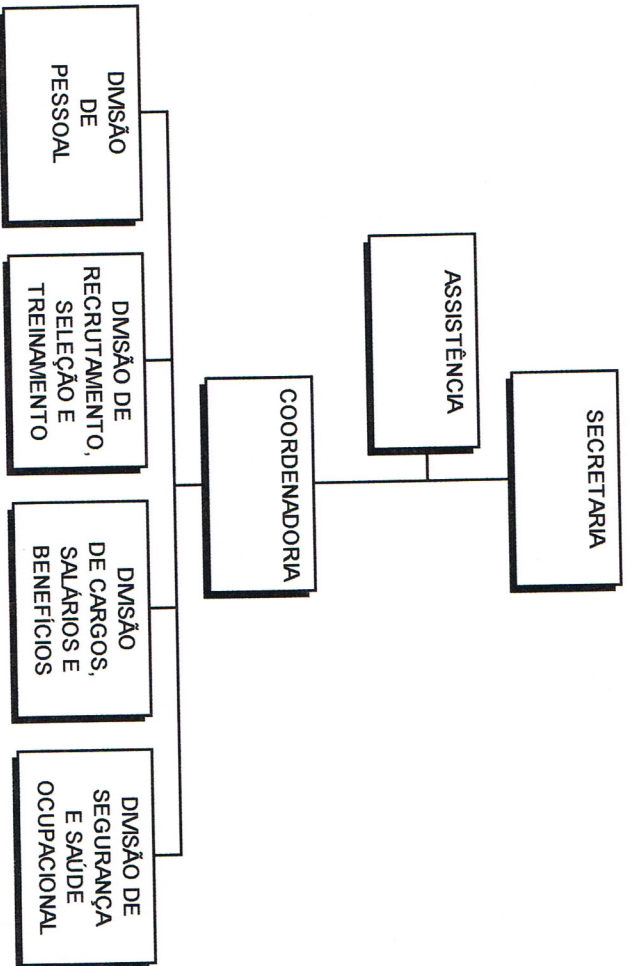 SECRETARIA
ASSISTÊNCIA
COORDENADORIA
DIVISÃO
DE
PESSOAL
DIVISÃO DE
RECRUTAMENTO,
SELEÇÃO E
TREINAMENTO
DIVISÃO
DE CARGOS,
SALÁRIOS E
BENEFÍCIOS
DIVISÃO DE
SEGURANÇA
E SAÚDE
OCUPACIONAL